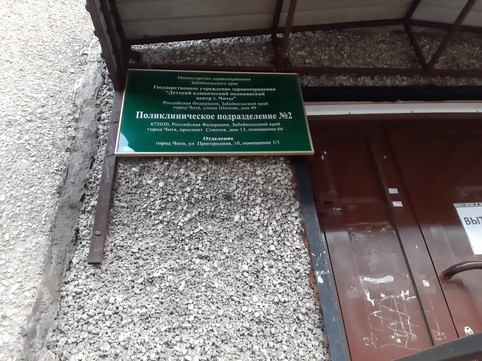 Министерство здравоохранения
Забайкальского края
Государственное учреждение здравоохранения
"Детский клинический медицинский
центр г. Читы"
Российская Федерация, Забайкальский край
город Чита, улица Шилова, дом 49
Поликлиническое подразделение №2
672030, Российская Федерация, Забайкальский край
город Чита, проспект Советов, дом 13, помещение 66
Отделение
город Чита, ул Пригородная, 1б, помещение 1/1